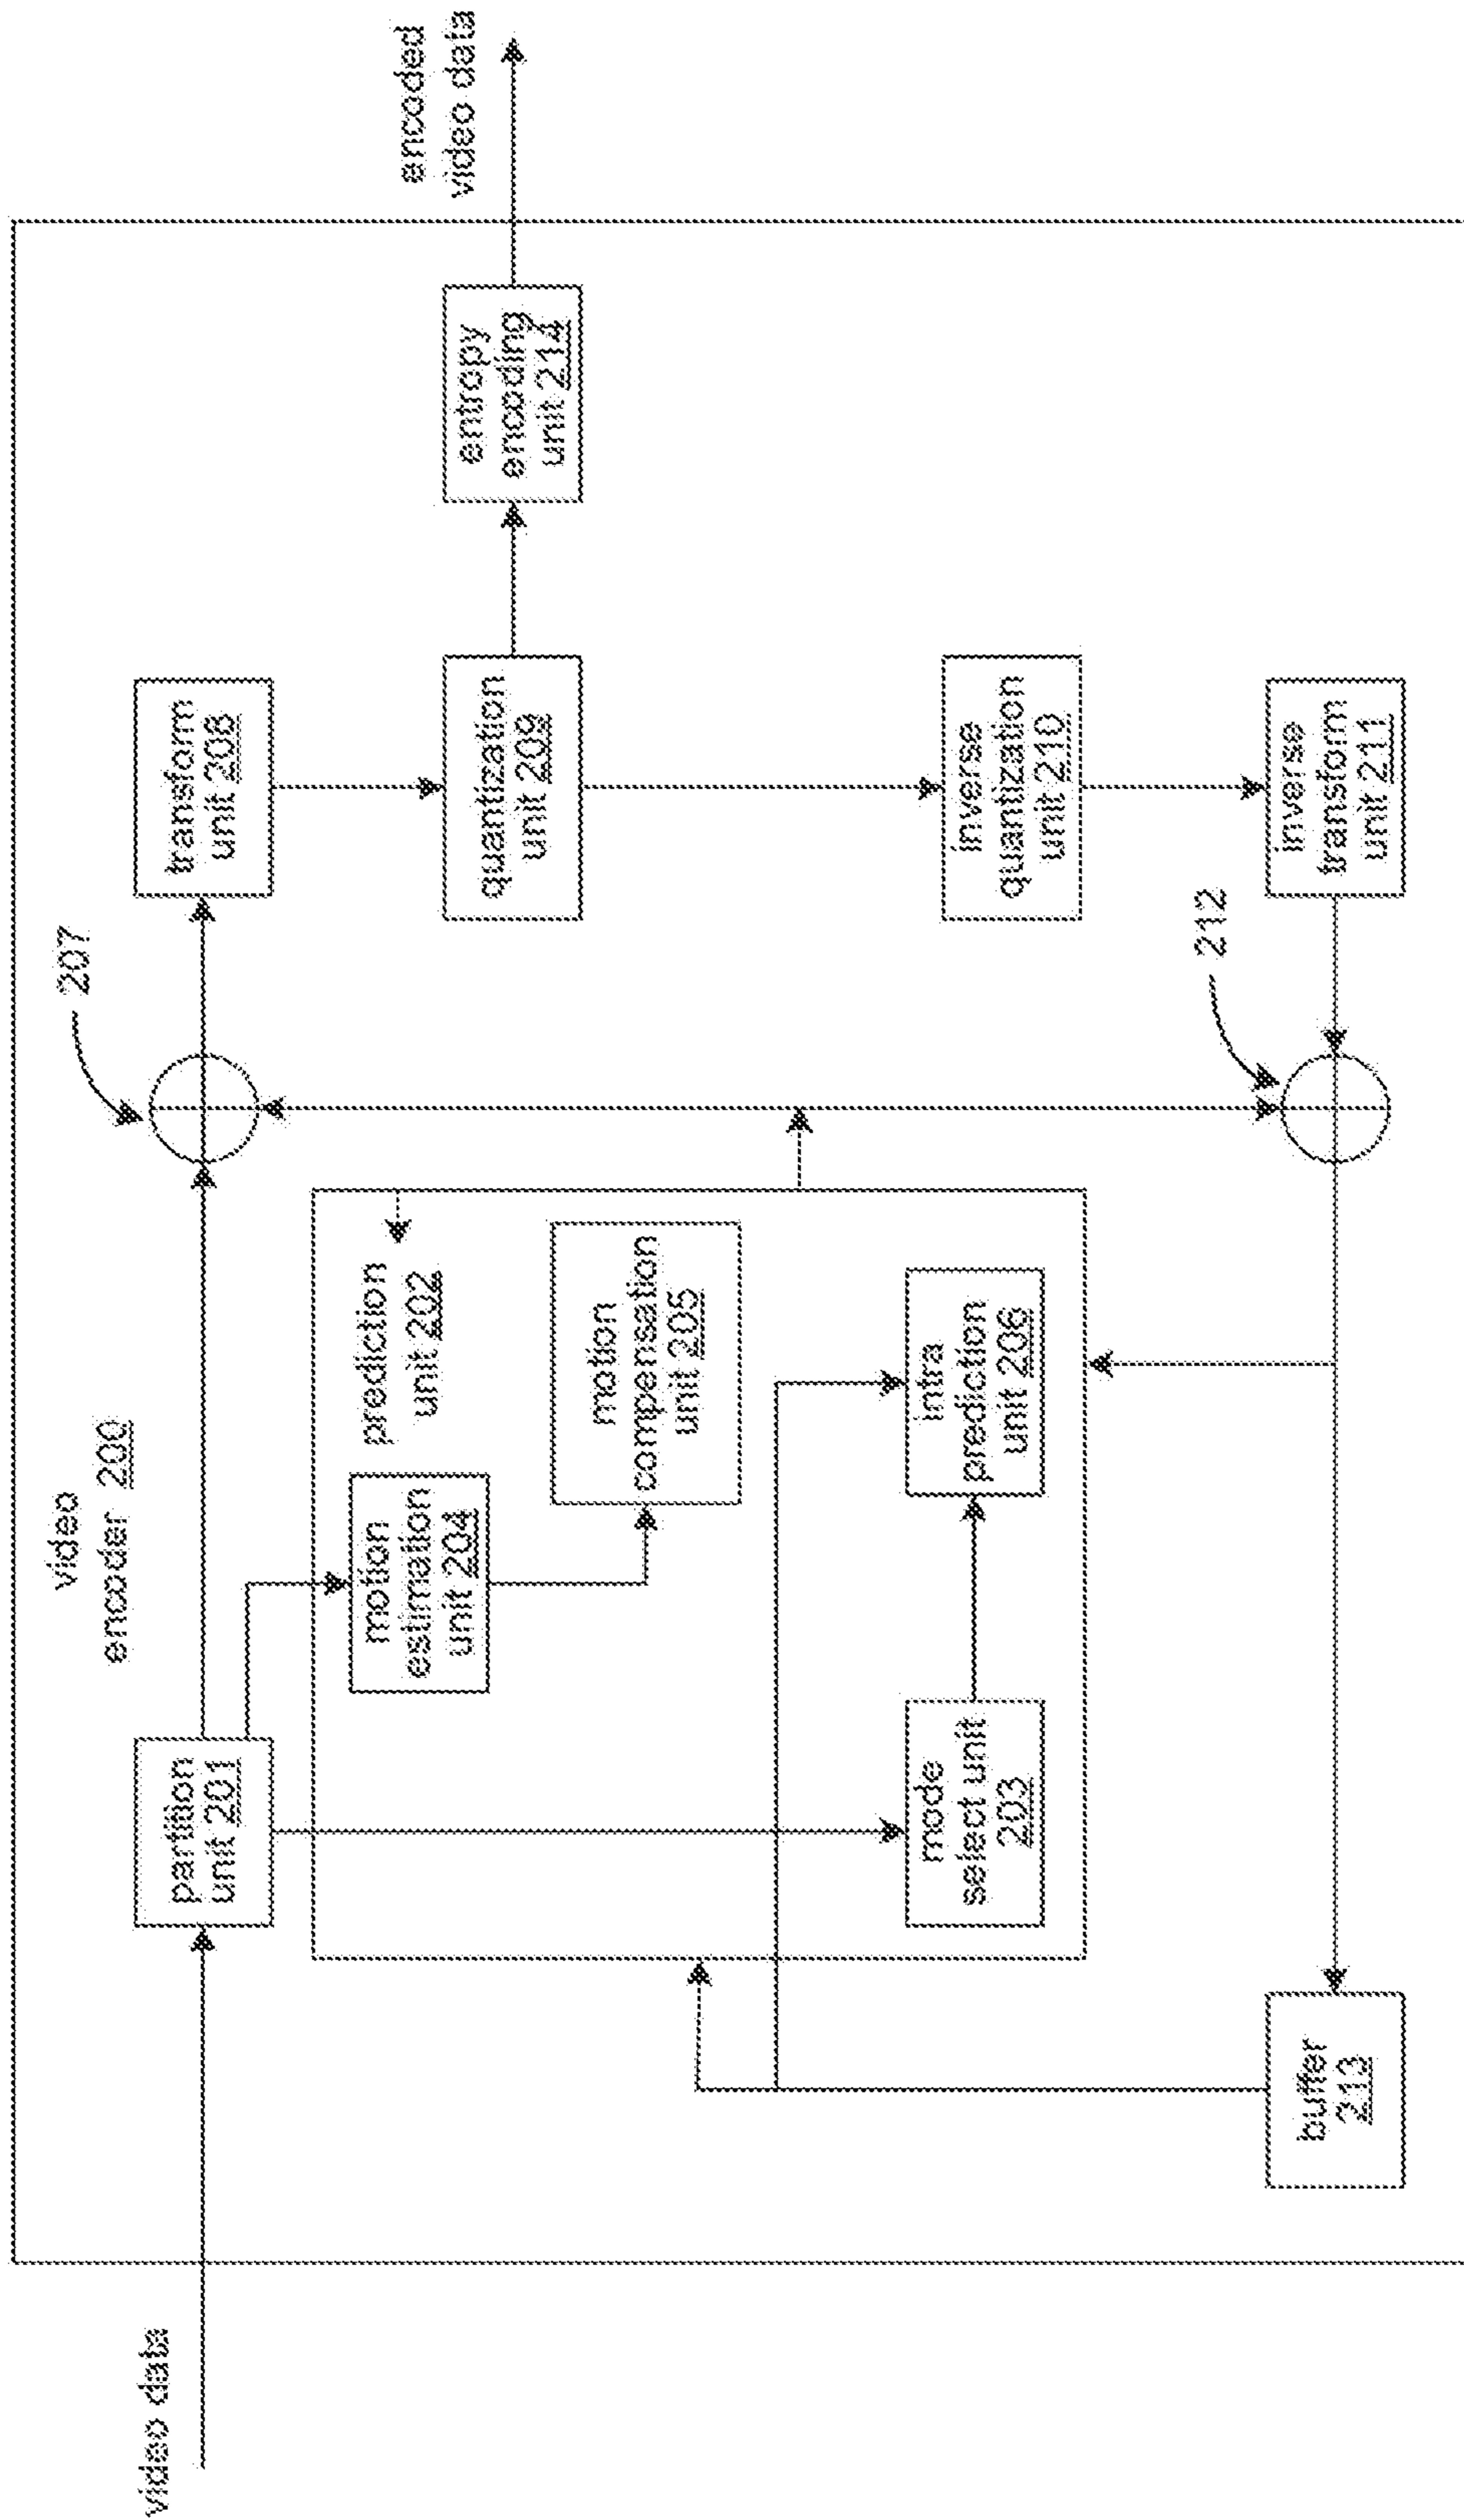 video data
video
encoder 200
partition
unit 201
207
transform
unit 208
encoded
video data
prediction
unit 202
motion
estimation
unit 204
motion
compensation
unit 205
quantization
unit 209
entropy
encoding
unit 214
mode
select unit
203
intra
prediction
unit 206
inverse
quantization
unit 210
212
buffer
213
inverse
transform
unit 211